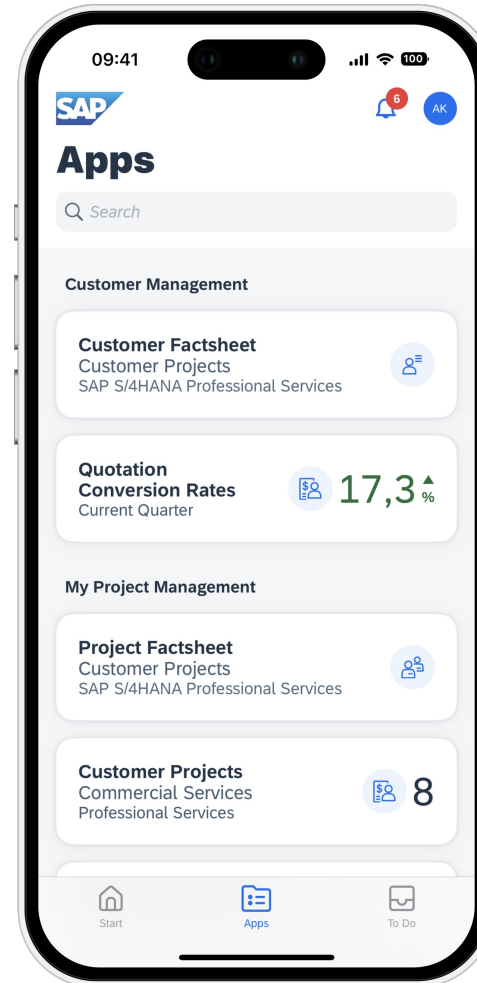 09:41
100
SAP
6
AK
Apps
Search
Customer Management
Customer Factsheet
Customer Projects
SAP S/4HANA Professional Services
Quotation
Conversion Rates
Current Quarter
$
17,3 %
My Project Management
Project Factsheet
Customer Projects
SAP S/4HANA Professional Services
Customer Projects
Commercial Services
Professional Services
$
8
Start
Apps
To Do